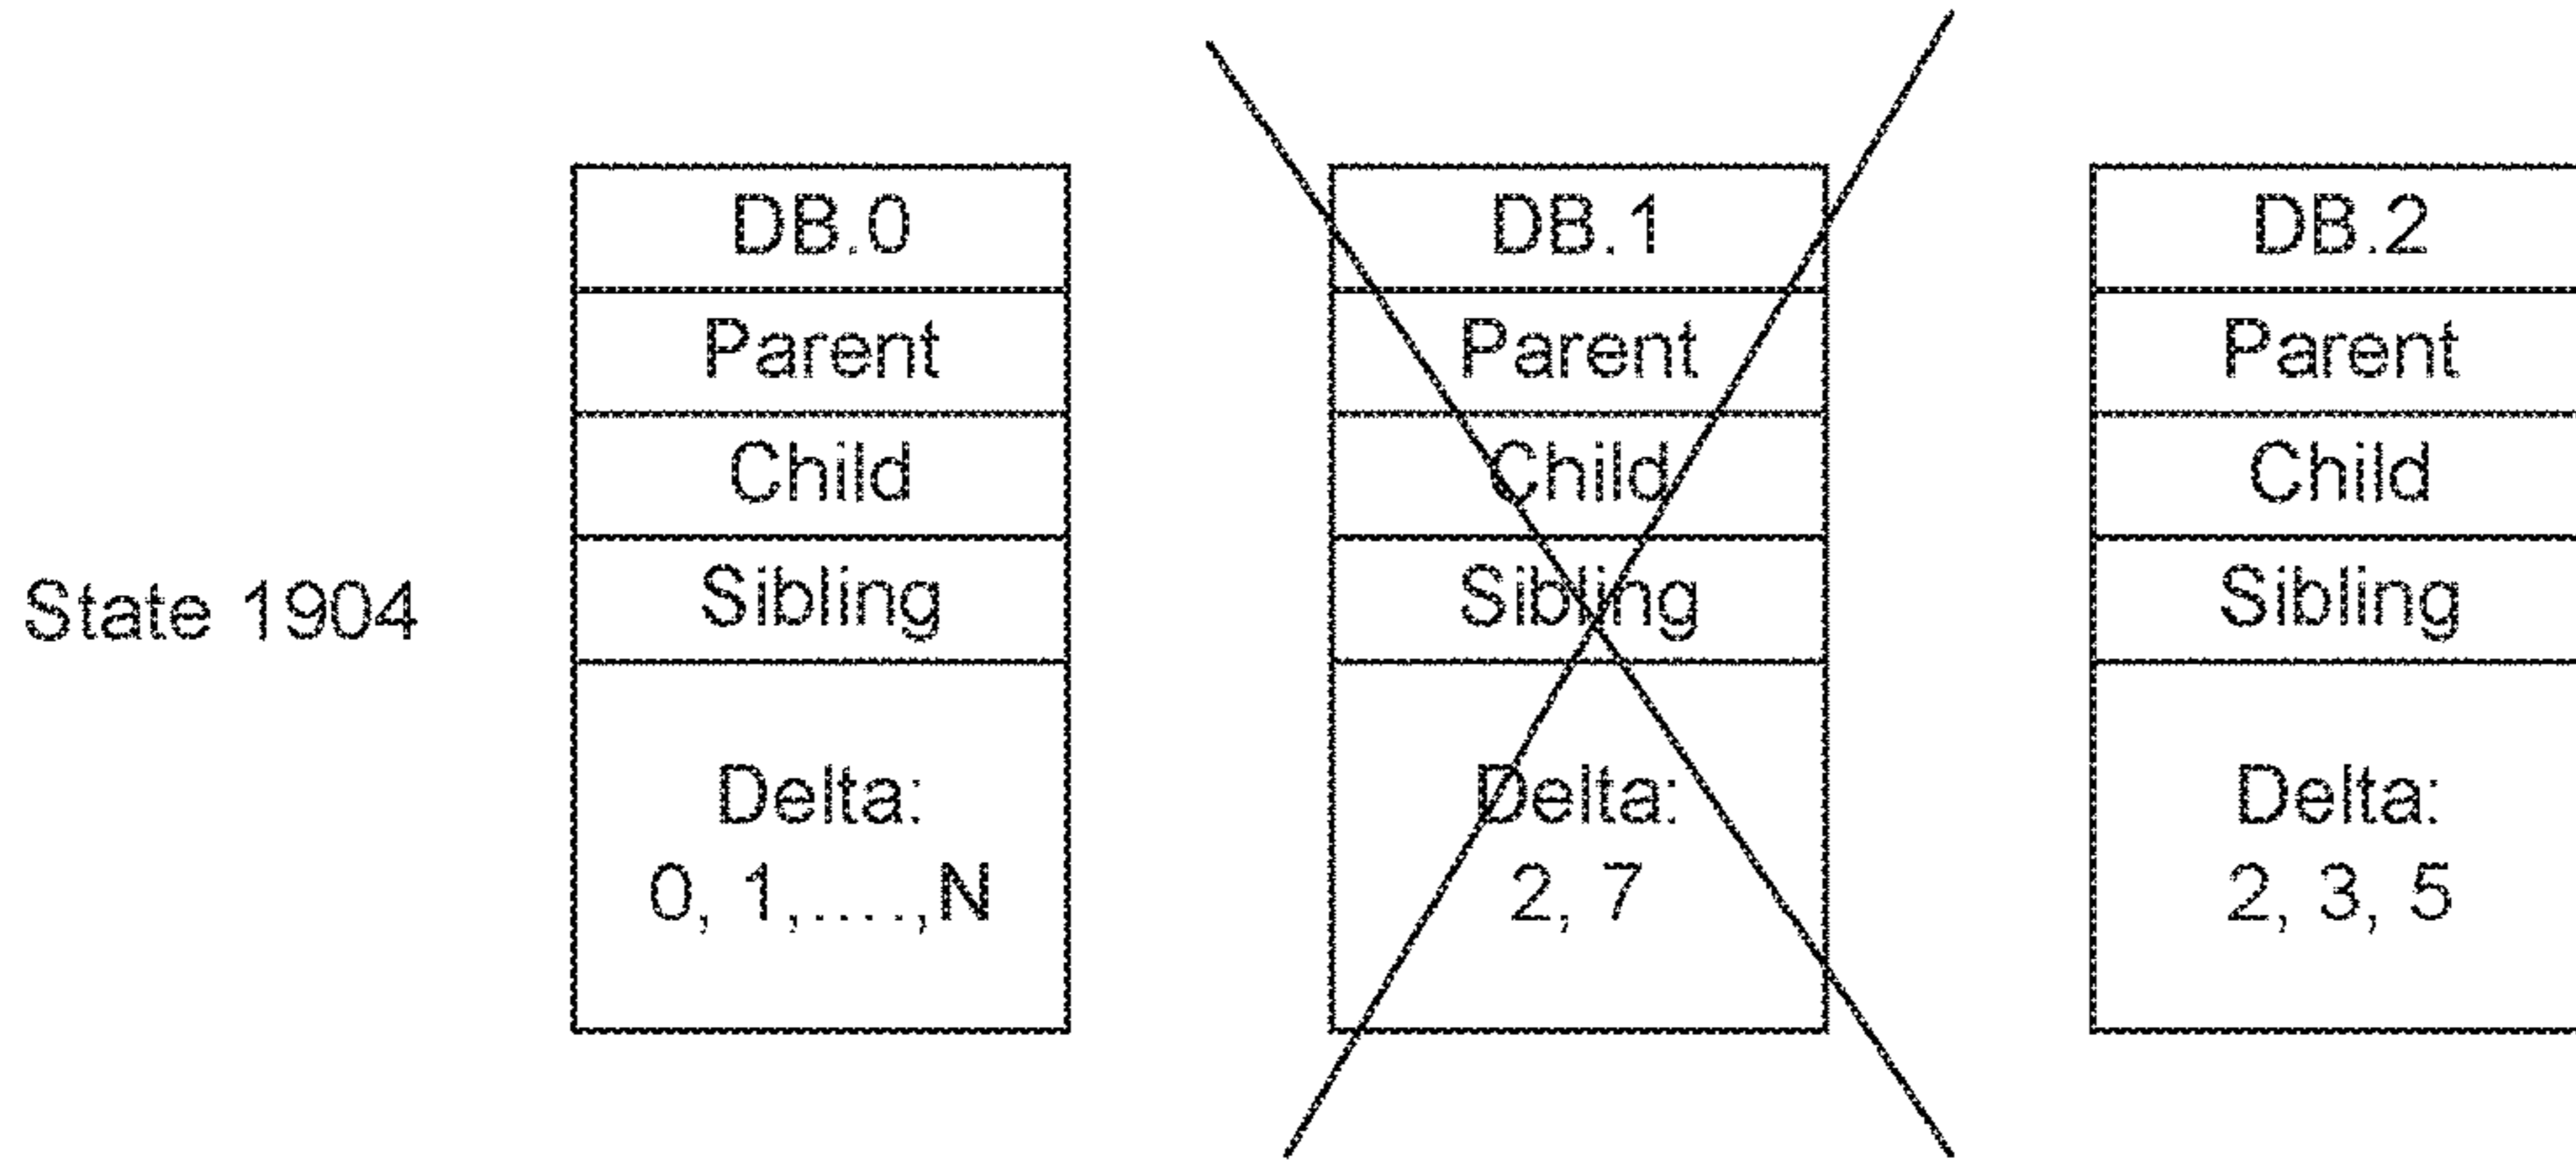 State 1904
DB.0
Parent
Child
Sibling
Delta:
0, 1,....,N
DB.1
Parent
Child
Sibling
Delta:
2, 7
DB.2
Parent
Child
Sibling
Delta:
2, 3, 5